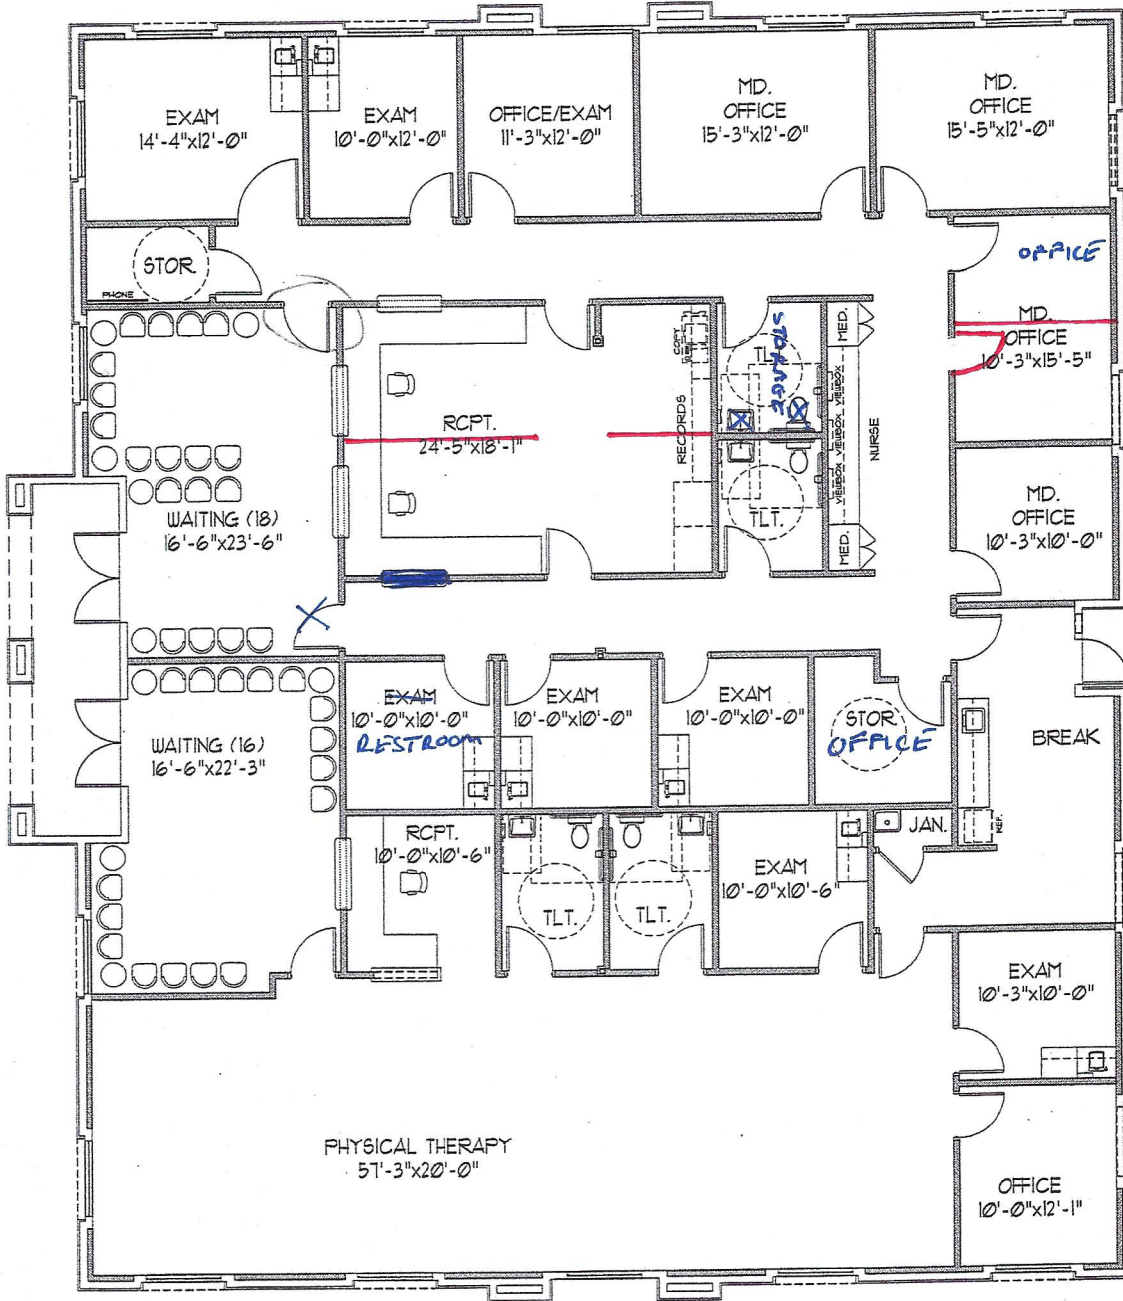 EXAM
14'-4"x12'-0"
EXAM
10'-0"x12'-0"
OFFICE/EXAM
11'-3"x12'-0"
MD.
OFFICE
15'-3"x12'-0"
MD.
OFFICE
15'-5"x12'-0"
STOR.
PHONE
OFFICE
MD.
OFFICE
10'-3"x15'-5"
RCPT.
24'-5"x18'-1"
COPY
RECORDS
TLT.
STORAGE
TLT.
MED.
VIEWBOX
VIEWBOX
VIEWBOX
NURSE
MED.
MD.
OFFICE
10'-3"x10'-0"
WAITING (18)
16'-6"x23'-6"
EXAM
10'-0"x10'-0"
RESTROOM
EXAM
10'-0"x10'-0"
EXAM
10'-0"x10'-0"
STOR.
OFFICE
BREAK
WAITING (16)
16'-6"x22'-3"
RCPT.
10'-0"x10'-6"
TLT.
TLT.
EXAM
10'-0"x10'-6"
JAN.
REF.
EXAM
10'-3"x10'-0"
PHYSICAL THERAPY
57'-3"x20'-0"
OFFICE
10'-0"x12'-1"